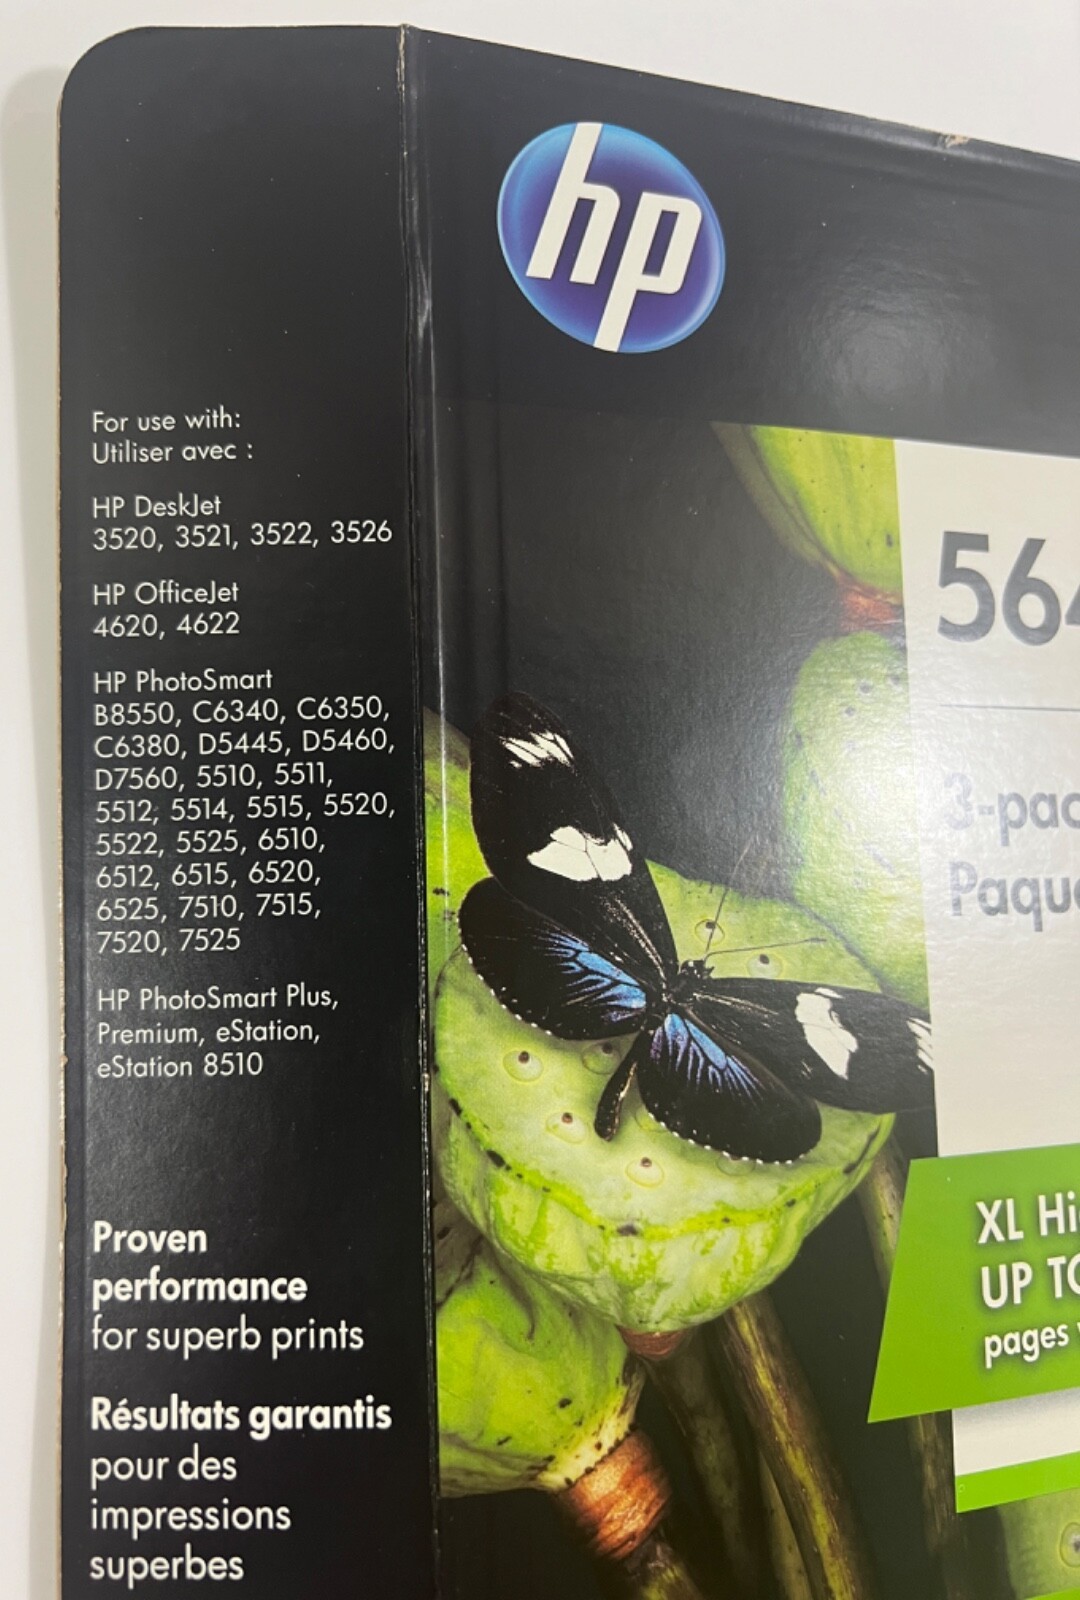 hp
For use with:
Utiliser avec :
HP DeskJet
3520, 3521, 3522, 3526
HP OfficeJet
4620, 4622
HP PhotoSmart
B8550, C6340, C6350,
C6380, D5445, D5460,
D7560, 5510, 5511,
5512, 5514, 5515, 5520,
5522, 5525, 6510,
6512, 6515, 6520,
6525, 7510, 7515,
7520, 7525
HP PhotoSmart Plus,
Premium, eStation,
eStation 8510
Proven
performance
for superb prints
Résultats garantis
pour des
impressions
superbes
564
XL
UP TO
pages